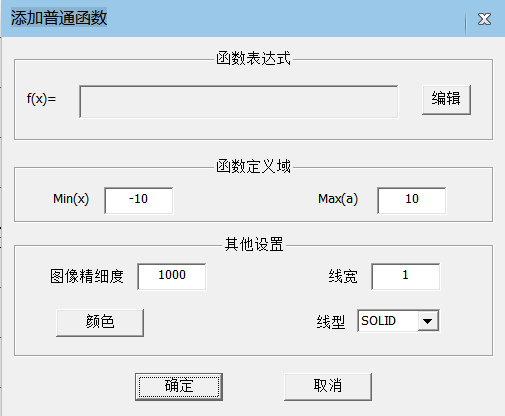 添加普通函数
函数表达式
f(x)= 编辑
函数定义域
Min(x) -10 Max(a) 10
其他设置
图像精细度 1000 线宽 1
颜色 线型 SOLID
确定 取消